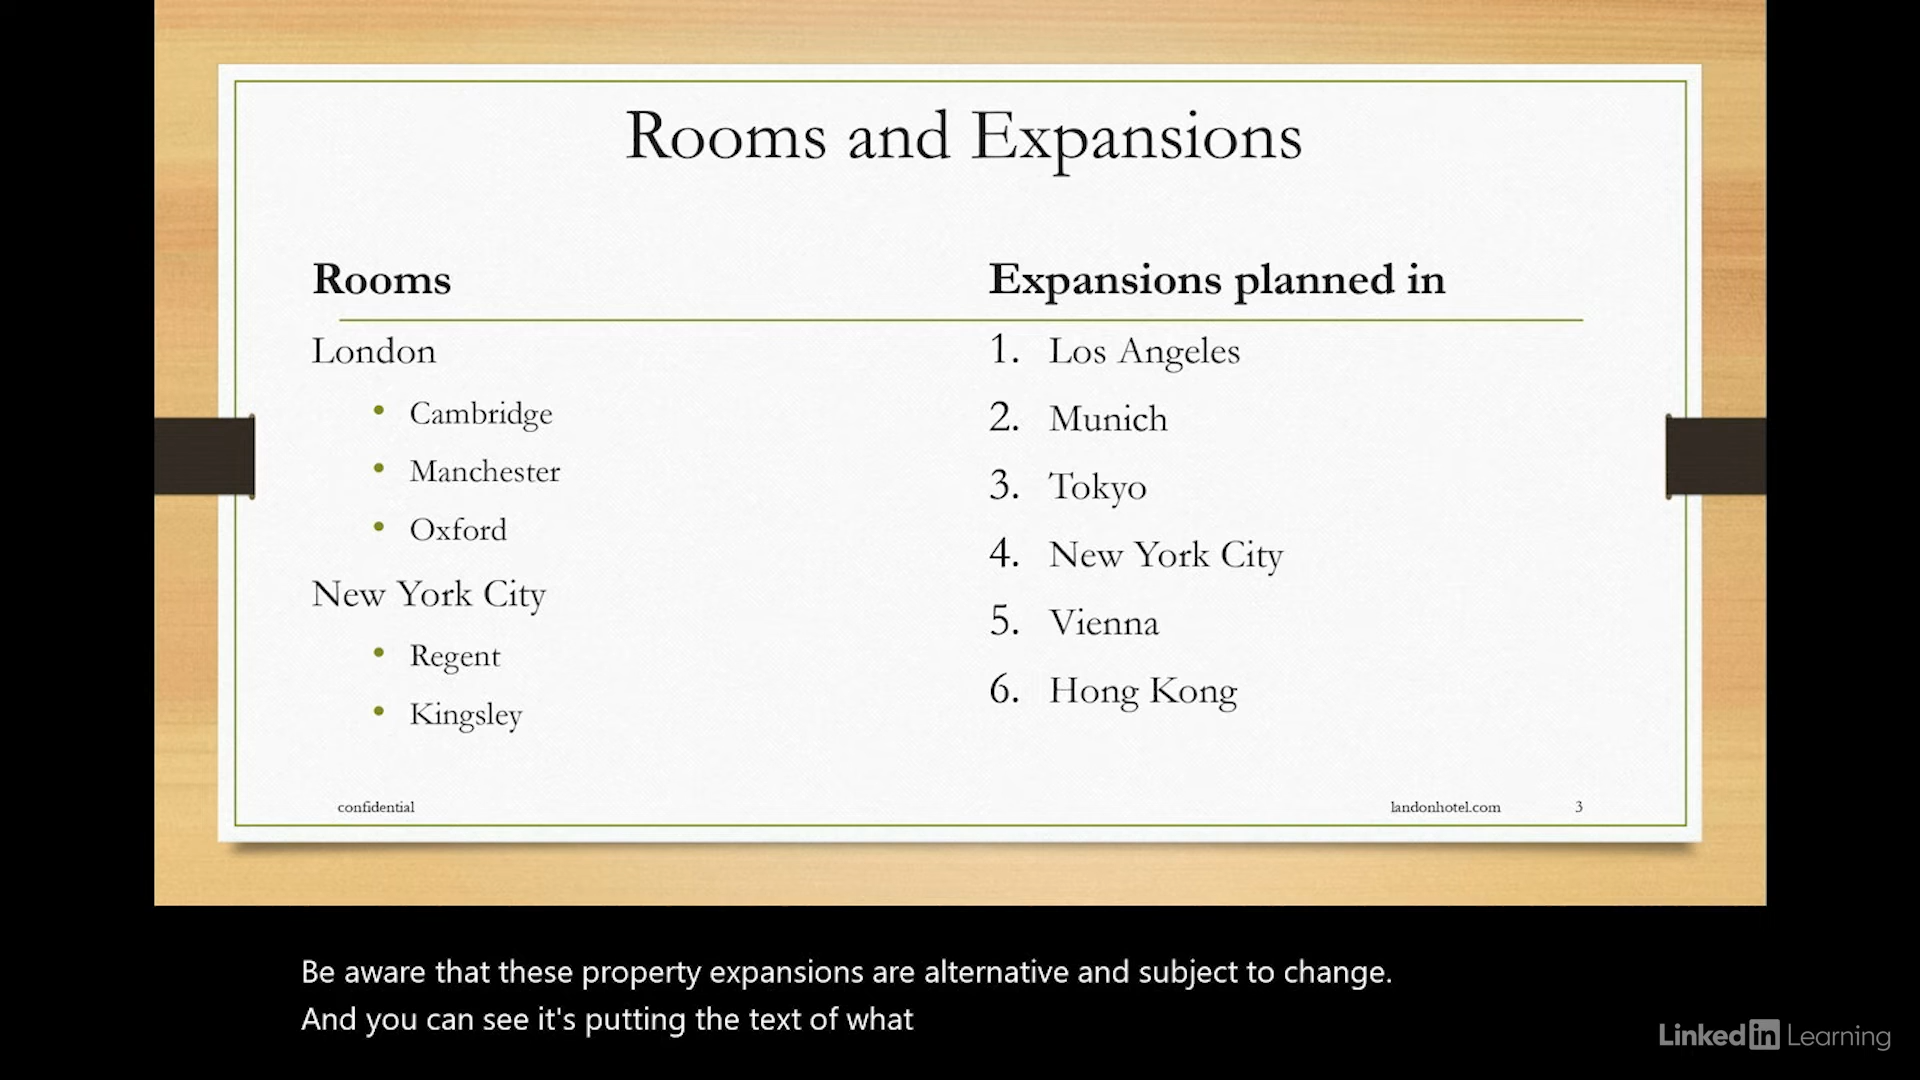 Rooms and Expansions
Rooms
London
• Cambridge
• Manchester
• Oxford
New York City
• Regent
• Kingsley
Expansions planned in
1. Los Angeles
2. Munich
3. Tokyo
4. New York City
5. Vienna
6. Hong Kong
confidential
landonhotel.com
3
Be aware that these property expansions are alternative and subject to change.
And you can see it's putting the text of what
Linked in Learning